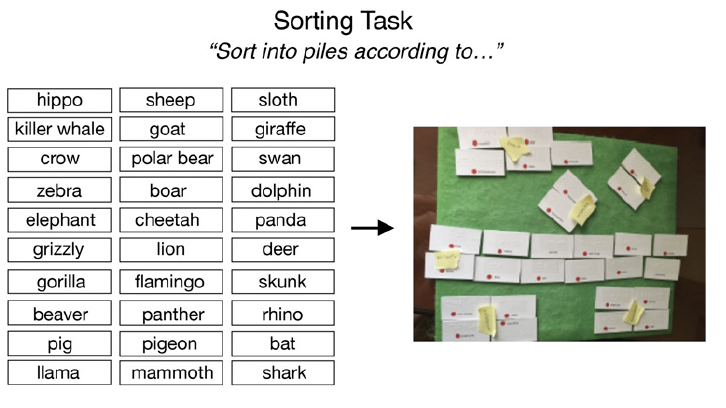 Sorting Task
“Sort into piles according to...”
hippo sheep sloth
killer whale goat giraffe
crow polar bear swan
zebra boar dolphin
elephant cheetah panda
grizzly lion deer
gorilla flamingo skunk
beaver panther rhino
pig pigeon bat
llama mammoth shark